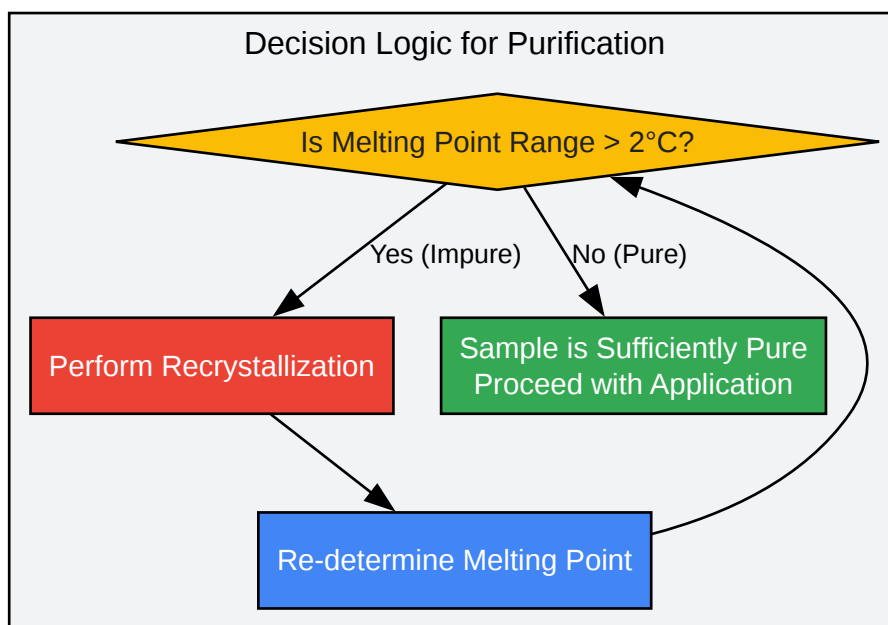 Decision Logic for Purification
Is Melting Point Range > 2°C?
Yes (Impure)
No (Pure)
Perform Recrystallization
Sample is Sufficiently Pure
Proceed with Application
Re-determine Melting Point